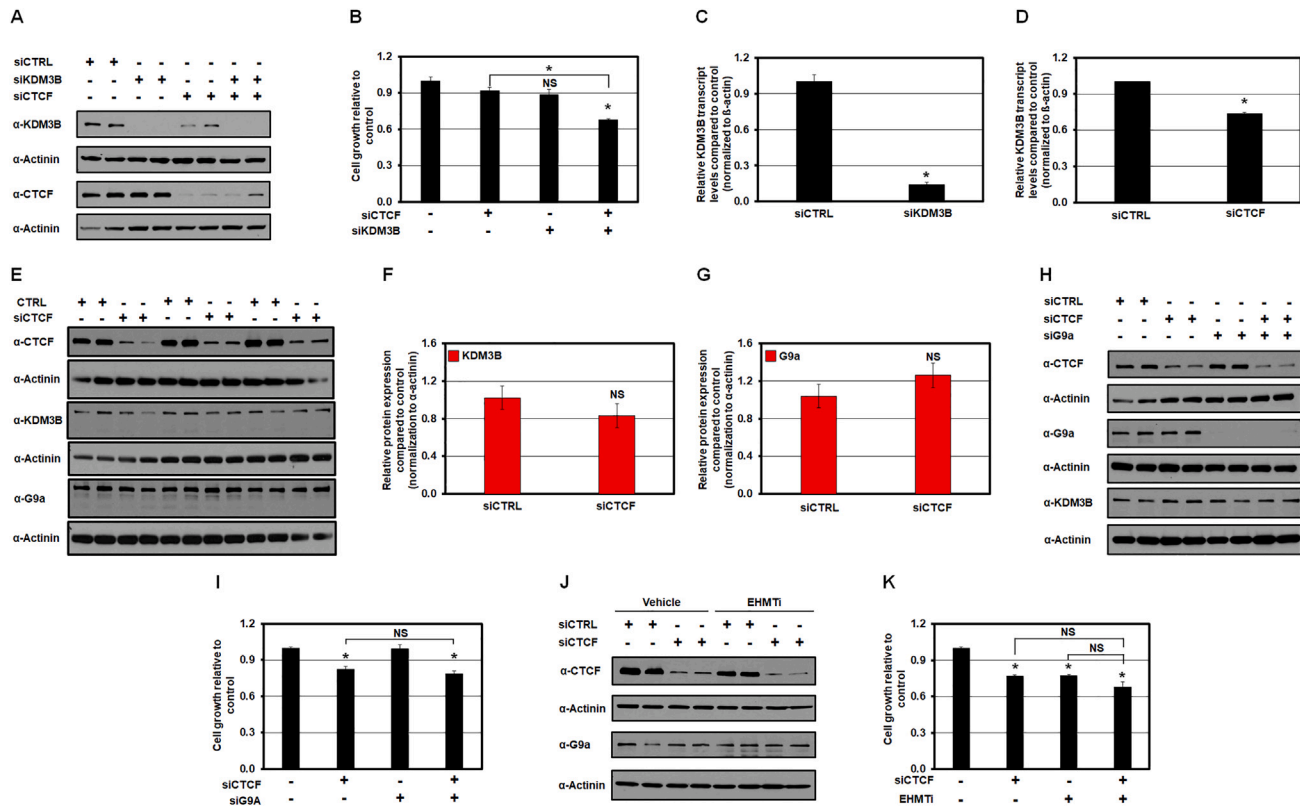 A
siCTRL + + - - - - - -
siKDM3B - - + + - - + +
siCTCF - - - - + + + +
α-KDM3B
α-Actinin
α-CTCF
α-Actinin
B
Cell growth relative to
control
1.2
0.9
0.6
0.3
0.0
*
NS
*
siCTCF - + - +
siKDM3B - - + +
C
Relative KDM3B transcript
levels compared to control
(normalized to ß-actin)
1.2
0.9
0.6
0.3
0.0
*
siCTRL siKDM3B
D
Relative KDM3B transcript
levels compared to control
(normalized to ß-actin)
1.2
0.9
0.6
0.3
0.0
*
siCTRL siCTCF
E
CTRL + + - - + + - - + + - -
siCTCF - - + + - - + + - - + +
α-CTCF
α-Actinin
α-KDM3B
α-Actinin
α-G9a
α-Actinin
F
Relative protein expression
compared to control
(normalization to α-actinin)
1.6
1.2
0.8
0.4
0.0
KDM3B
NS
siCTRL siCTCF
G
Relative protein expression
compared to control
(normalization to α-actinin)
1.6
1.2
0.8
0.4
0.0
G9a
NS
siCTRL siCTCF
H
siCTRL + + - - - - - -
siCTCF - - + + - - + +
siG9a - - - - + + + +
α-CTCF
α-Actinin
α-G9a
α-Actinin
α-KDM3B
α-Actinin
I
Cell growth relative to
control
1.2
0.9
0.6
0.3
0.0
NS
* *
siCTCF - + - +
siG9A - - + +
J
Vehicle EHMTi
siCTRL + + - - + + - -
siCTCF - - + + - - + +
α-CTCF
α-Actinin
α-G9a
α-Actinin
K
Cell growth relative to
control
1.2
0.9
0.6
0.3
0.0
NS
NS
* * *
siCTCF - + - +
EHMTi - - + +